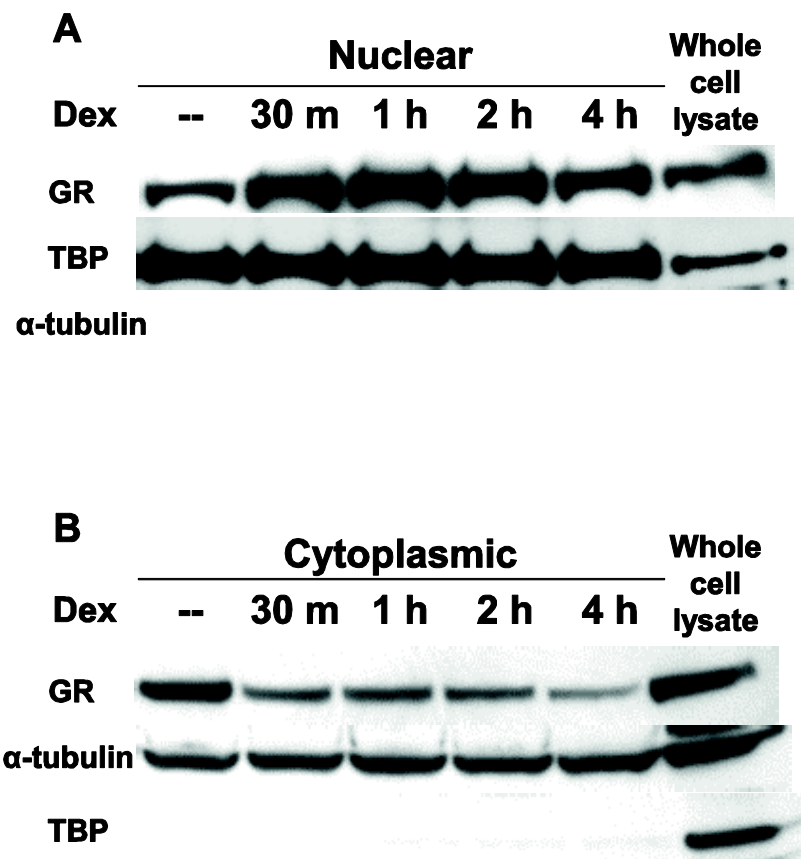 A
Nuclear
Whole
cell
lysate
Dex -- 30 m 1 h 2 h 4 h
GR
TBP
α-tubulin
B
Cytoplasmic
Whole
cell
lysate
Dex -- 30 m 1 h 2 h 4 h
GR
α-tubulin
TBP